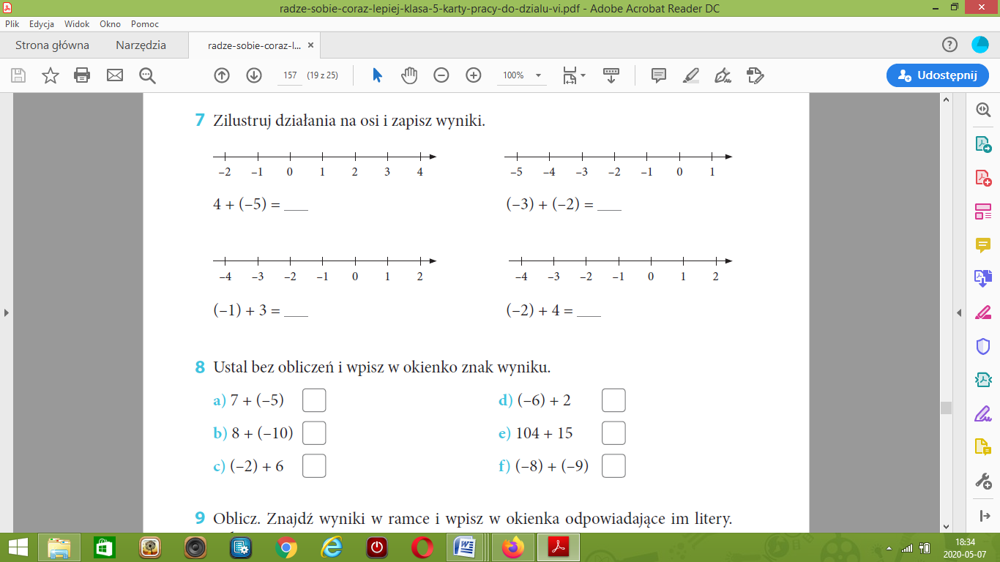 radze-sobie-coraz-lepiej-klasa-5-karty-pracy-do-dzialu-vi.pdf - Adobe Acrobat Reader DC
Plik Edycja Widok Okno Pomoc
Strona główna Narzędzia radze-sobie-coraz-l... ×
157 (19 z 25) 100% Udostępnij
7 Zilustruj działania na osi i zapisz wyniki.
–2 –1 0 1 2 3 4 –5 –4 –3 –2 –1 0 1
4 + (–5) = ___ (–3) + (–2) = ___
–4 –3 –2 –1 0 1 2 –4 –3 –2 –1 0 1 2
(–1) + 3 = ___ (–2) + 4 = ___
8 Ustal bez obliczeń i wpisz w okienko znak wyniku.
a) 7 + (–5) d) (–6) + 2
b) 8 + (–10) e) 104 + 15
c) (–2) + 6 f) (–8) + (–9)
9 Oblicz. Znajdź wyniki w ramce i wpisz w okienka odpowiadające im litery.
18:34
2020-05-07